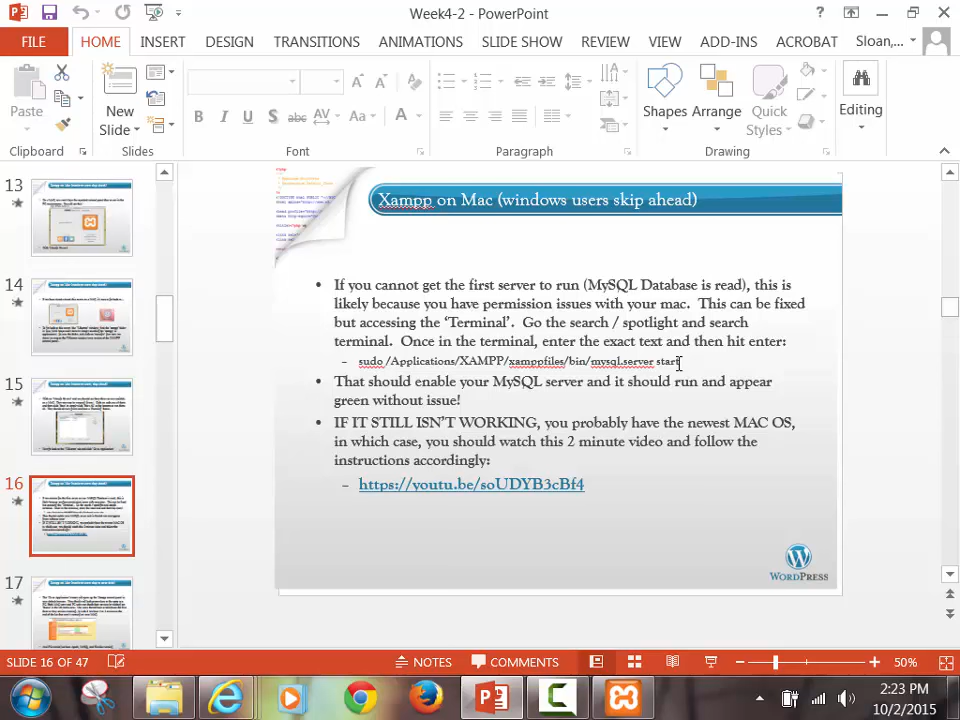 Week4-2 - PowerPoint
?
FILE
HOME
INSERT
DESIGN
TRANSITIONS
ANIMATIONS
SLIDE SHOW
REVIEW
VIEW
ADD-INS
ACROBAT
Sloan,...
Paste
New
Slide
Shapes
Arrange
Quick
Styles
Editing
B I U S abc AV Aa A
Clipboard
Slides
Font
Paragraph
Drawing
13
14
15
16
17
Xampp on Mac (windows users skip ahead)
• If you cannot get the first server to run (MySQL Database is read), this is
likely because you have permission issues with your mac. This can be fixed
but accessing the ‘Terminal’. Go the search / spotlight and search
terminal. Once in the terminal, enter the exact text and then hit enter:
– sudo /Applications/XAMPP/xamppfiles/bin/mysql.server start
• That should enable your MySQL server and it should run and appear
green without issue!
• IF IT STILL ISN’T WORKING, you probably have the newest MAC OS,
in which case, you should watch this 2 minute video and follow the
instructions accordingly:
– https://youtu.be/soUDYB3cBf4
WORDPRESS
SLIDE 16 OF 47
NOTES
COMMENTS
50%
2:23 PM
10/2/2015